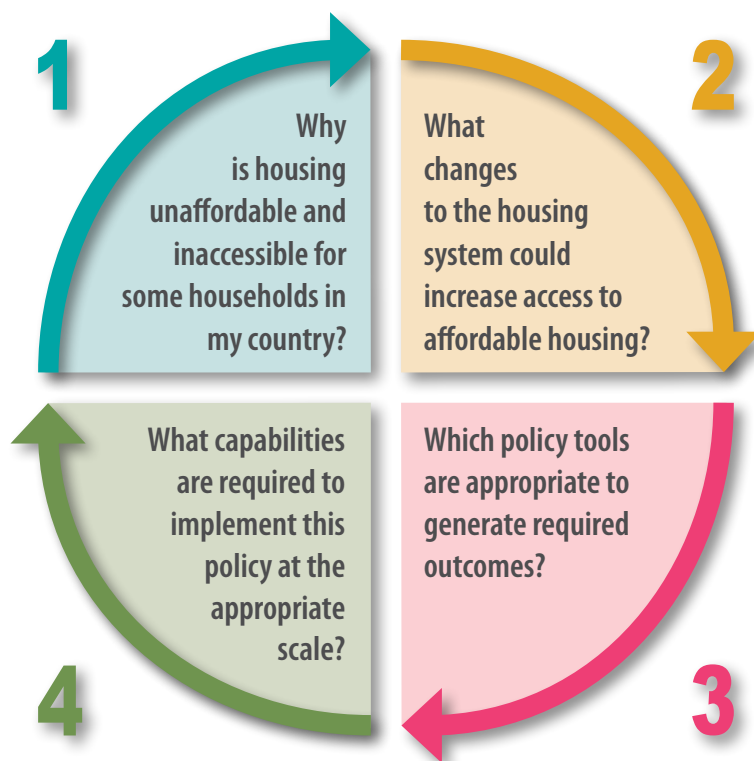 1
Why
is housing
unaffordable and
inaccessible for
some households in
my country?
2
What
changes
to the housing
system could
increase access to
affordable housing?
3
Which policy tools
are appropriate to
generate required
outcomes?
4
What capabilities
are required to
implement this
policy at the
appropriate
scale?